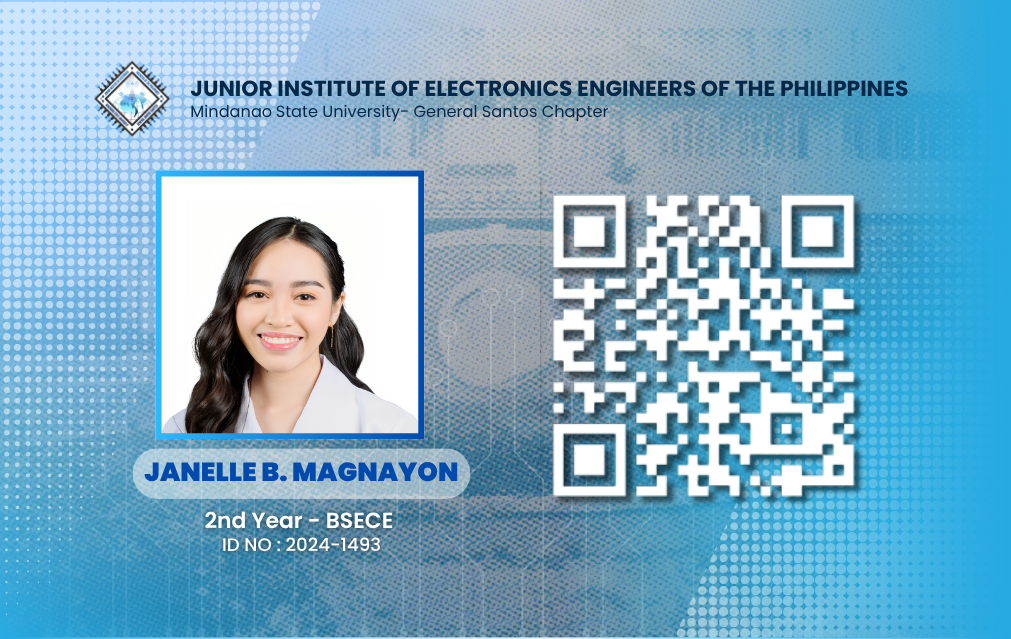 JUNIOR INSTITUTE OF ELECTRONICS ENGINEERS OF THE PHILIPPINES
Mindanao State University- General Santos Chapter
JANELLE B. MAGNAYON
2nd Year - BSECE
ID NO : 2024-1493